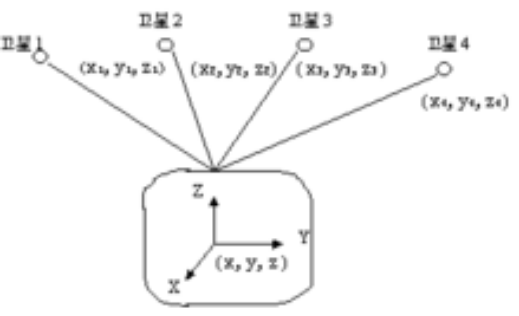 卫星1
卫星2
卫星3
卫星4
(x₁, y₁, z₁)
(x₂, y₂, z₂)
(x₃, y₃, z₃)
(x₄, y₄, z₄)
Z
Y
X
(x, y, z)